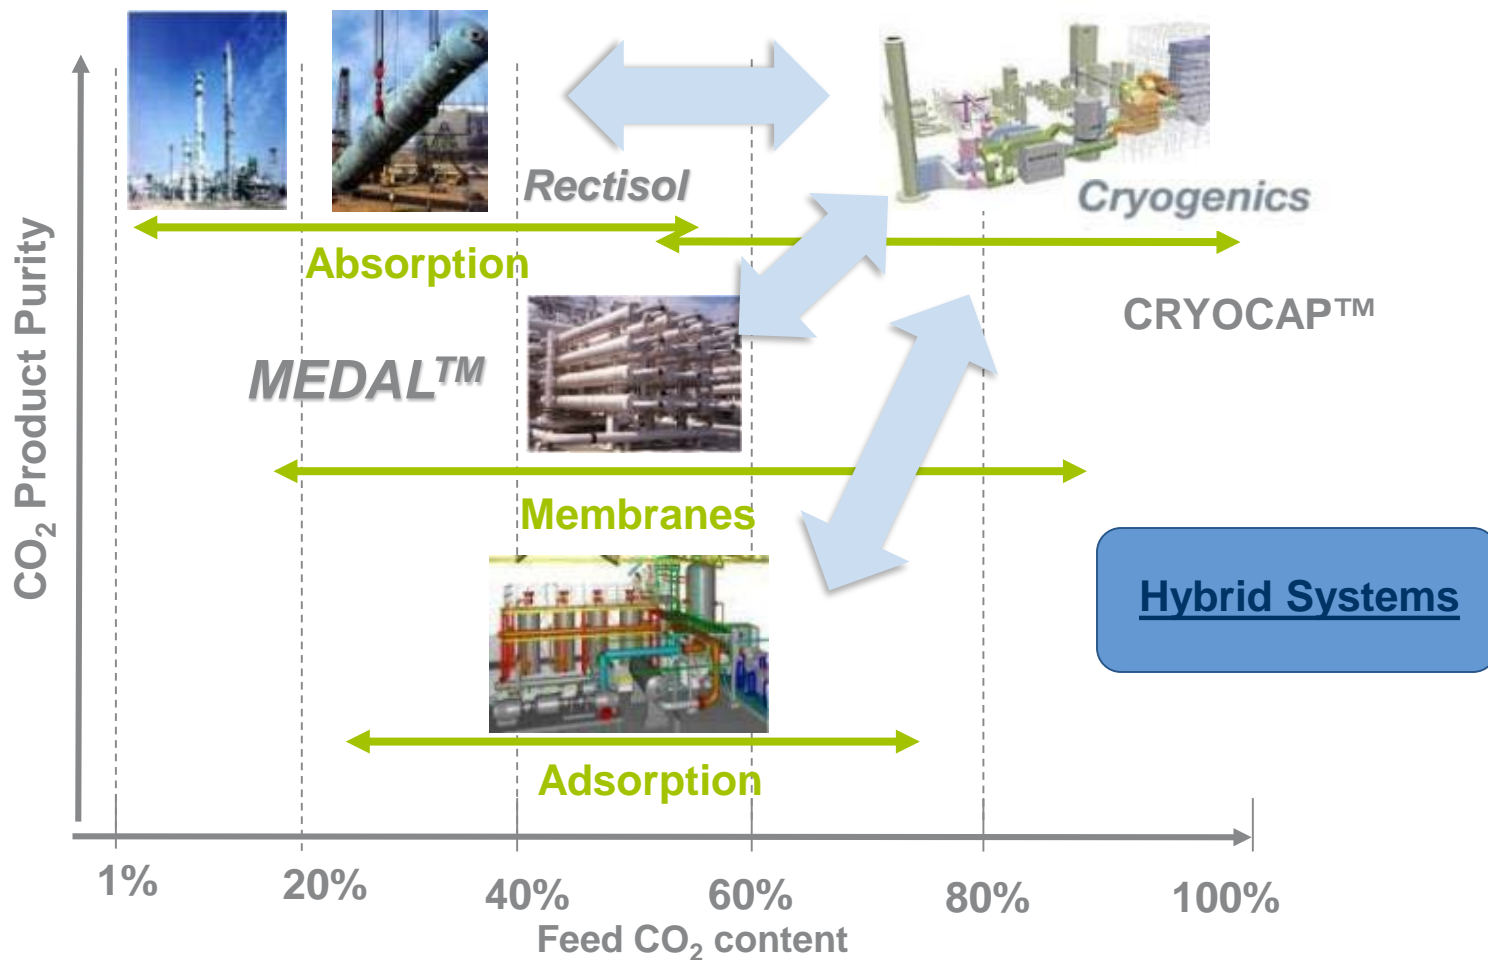 CO₂ Product Purity
Rectisol
Cryogenics
Absorption
CRYOCAP™
MEDAL™
Membranes
Hybrid Systems
Adsorption
1%
20%
40%
60%
80%
100%
Feed CO₂ content